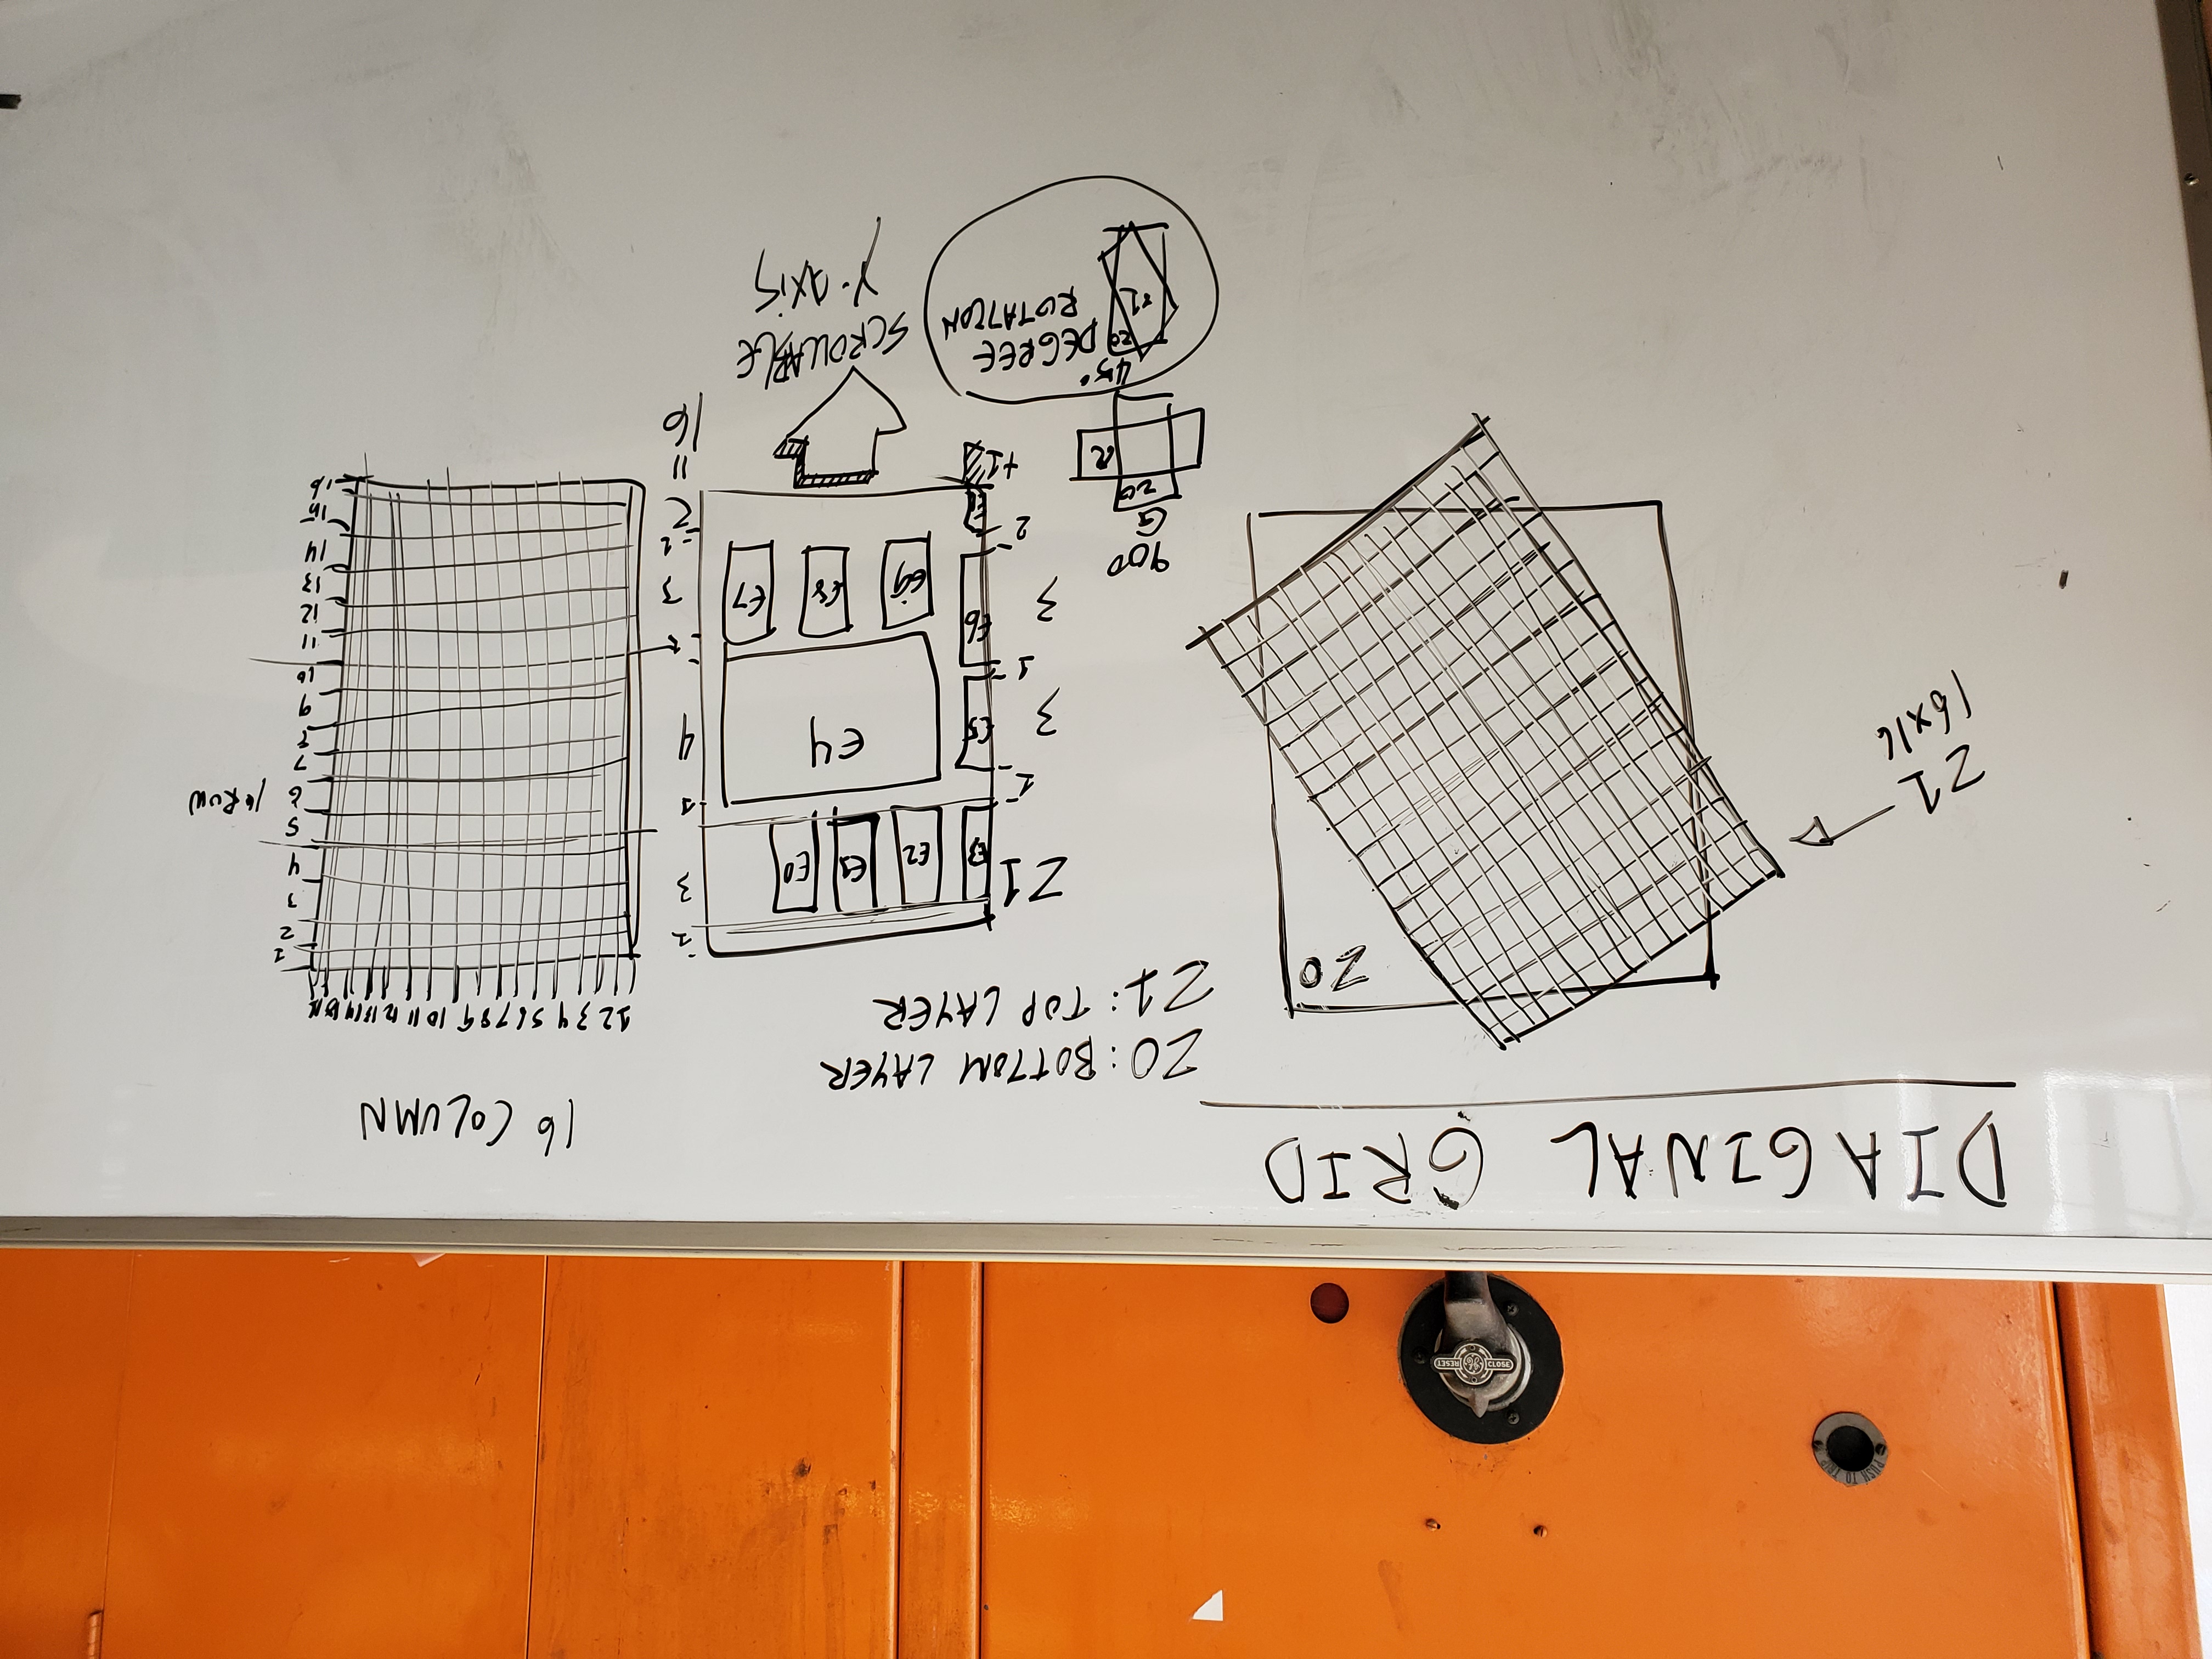 PUSH TO
CLOSE
GE
RESET
DIAGINAL GRID
Z0: BOTTOM LAYER
Z1: TOP LAYER
16 COLUMN
Z0
Z1
16x16
Z1
E3 E2 E1 E0
E4
E5
E6
E9 E8 E7
1
3
1
3
2
+1
1
3
1
4
3
1
2
=
16
1 2 3 4 5 6 7 8 9 10 11 12 13 14 15 16
1
2
3
4
5
6
7
8
9
10
11
12
13
14
15
16
16 ROW
90°
Z0
45°
Z0
Z1
DEGREE
ROTATION
SCROLLABLE
Y-AXIS